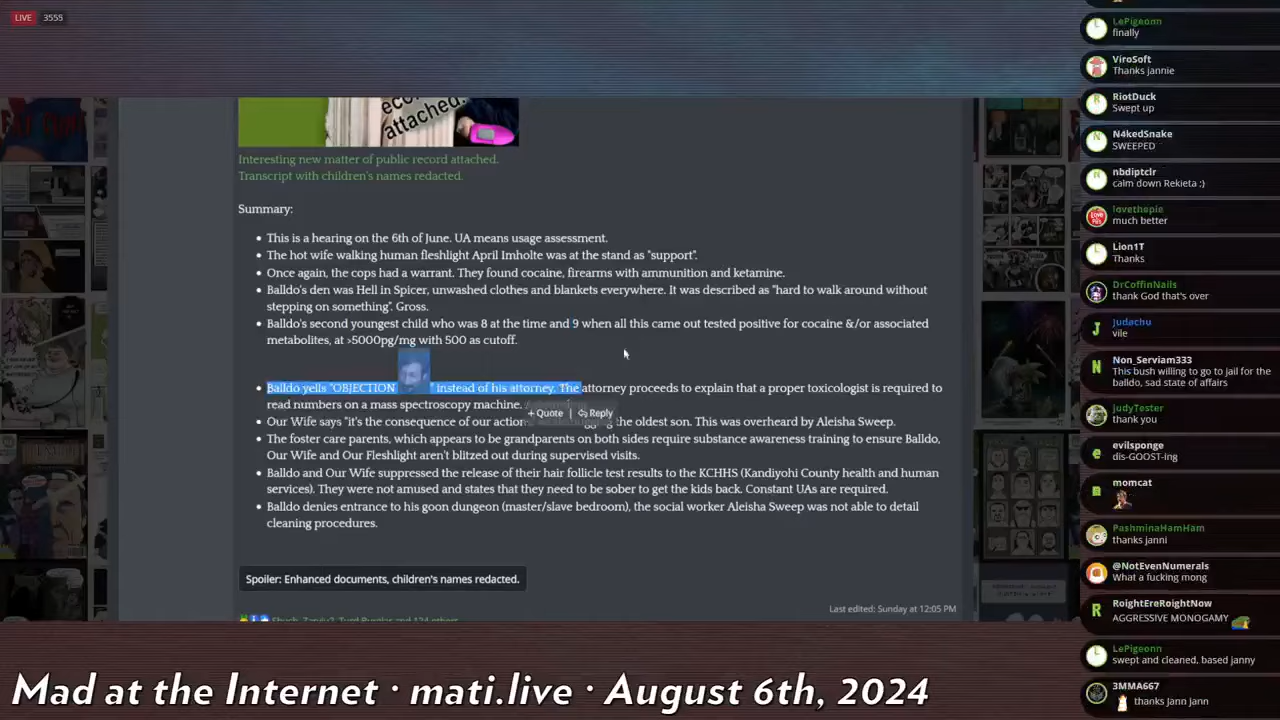 LIVE 3555
attached.
Interesting new matter of public record attached.
Transcript with children's names redacted.
Summary:
• This is a hearing on the 6th of June. UA means usage assessment.
• The hot wife walking human fleshlight April Imholte was at the stand as "support".
• Once again, the cops had a warrant. They found cocaine, firearms with ammunition and ketamine.
• Balldo's den was Hell in Spicer, unwashed clothes and blankets everywhere. It was described as "hard to walk around without
stepping on something". Gross.
• Balldo's second youngest child who was 8 at the time and 9 when all this came out tested positive for cocaine &/or associated
metabolites, at >5000pg/mg with 500 as cutoff.
• Balldo yells "OBJECTION " instead of his attorney. The attorney proceeds to explain that a proper toxicologist is required to
read numbers on a mass spectroscopy machine.
+ Quote Reply
• Our Wife says "it's the consequence of our action the oldest son. This was overheard by Aleisha Sweep.
• The foster care parents, which appears to be grandparents on both sides require substance awareness training to ensure Balldo,
Our Wife and Our Fleshlight aren't blitzed out during supervised visits.
• Balldo and Our Wife suppressed the release of their hair follicle test results to the KCHHS (Kandiyohi County health and human
services). They were not amused and states that they need to be sober to get the kids back. Constant UAs are required.
• Balldo denies entrance to his goon dungeon (master/slave bedroom), the social worker Aleisha Sweep was not able to detail
cleaning procedures.
Spoiler: Enhanced documents, children's names redacted.
Last edited: Sunday at 12:05 PM
Mad at the Internet · mati.live · August 6th, 2024
LePigeonn
finally
ViroSoft
Thanks jannie
RiotDuck
Swept up
N4kedSnake
SWEEPED
nbdiptclr
calm down Rekieta ;)
lovethepie
much better
Lion1T
Thanks
DrCoffinNails
thank God that's over
Judachu
vile
Non_Serviam333
This bush willing to go to jail for the
balldo, sad state of affairs
JudyTester
thank you
evilsponge
dis-GOOST-ing
momcat
PashminaHamHam
thanks janni
@NotEvenNumerals
What a fucking mong
RoightEreRoightNow
AGGRESSIVE MONOGAMY
LePigeonn
swept and cleaned, based janny
3MMA667
thanks Jann Jann